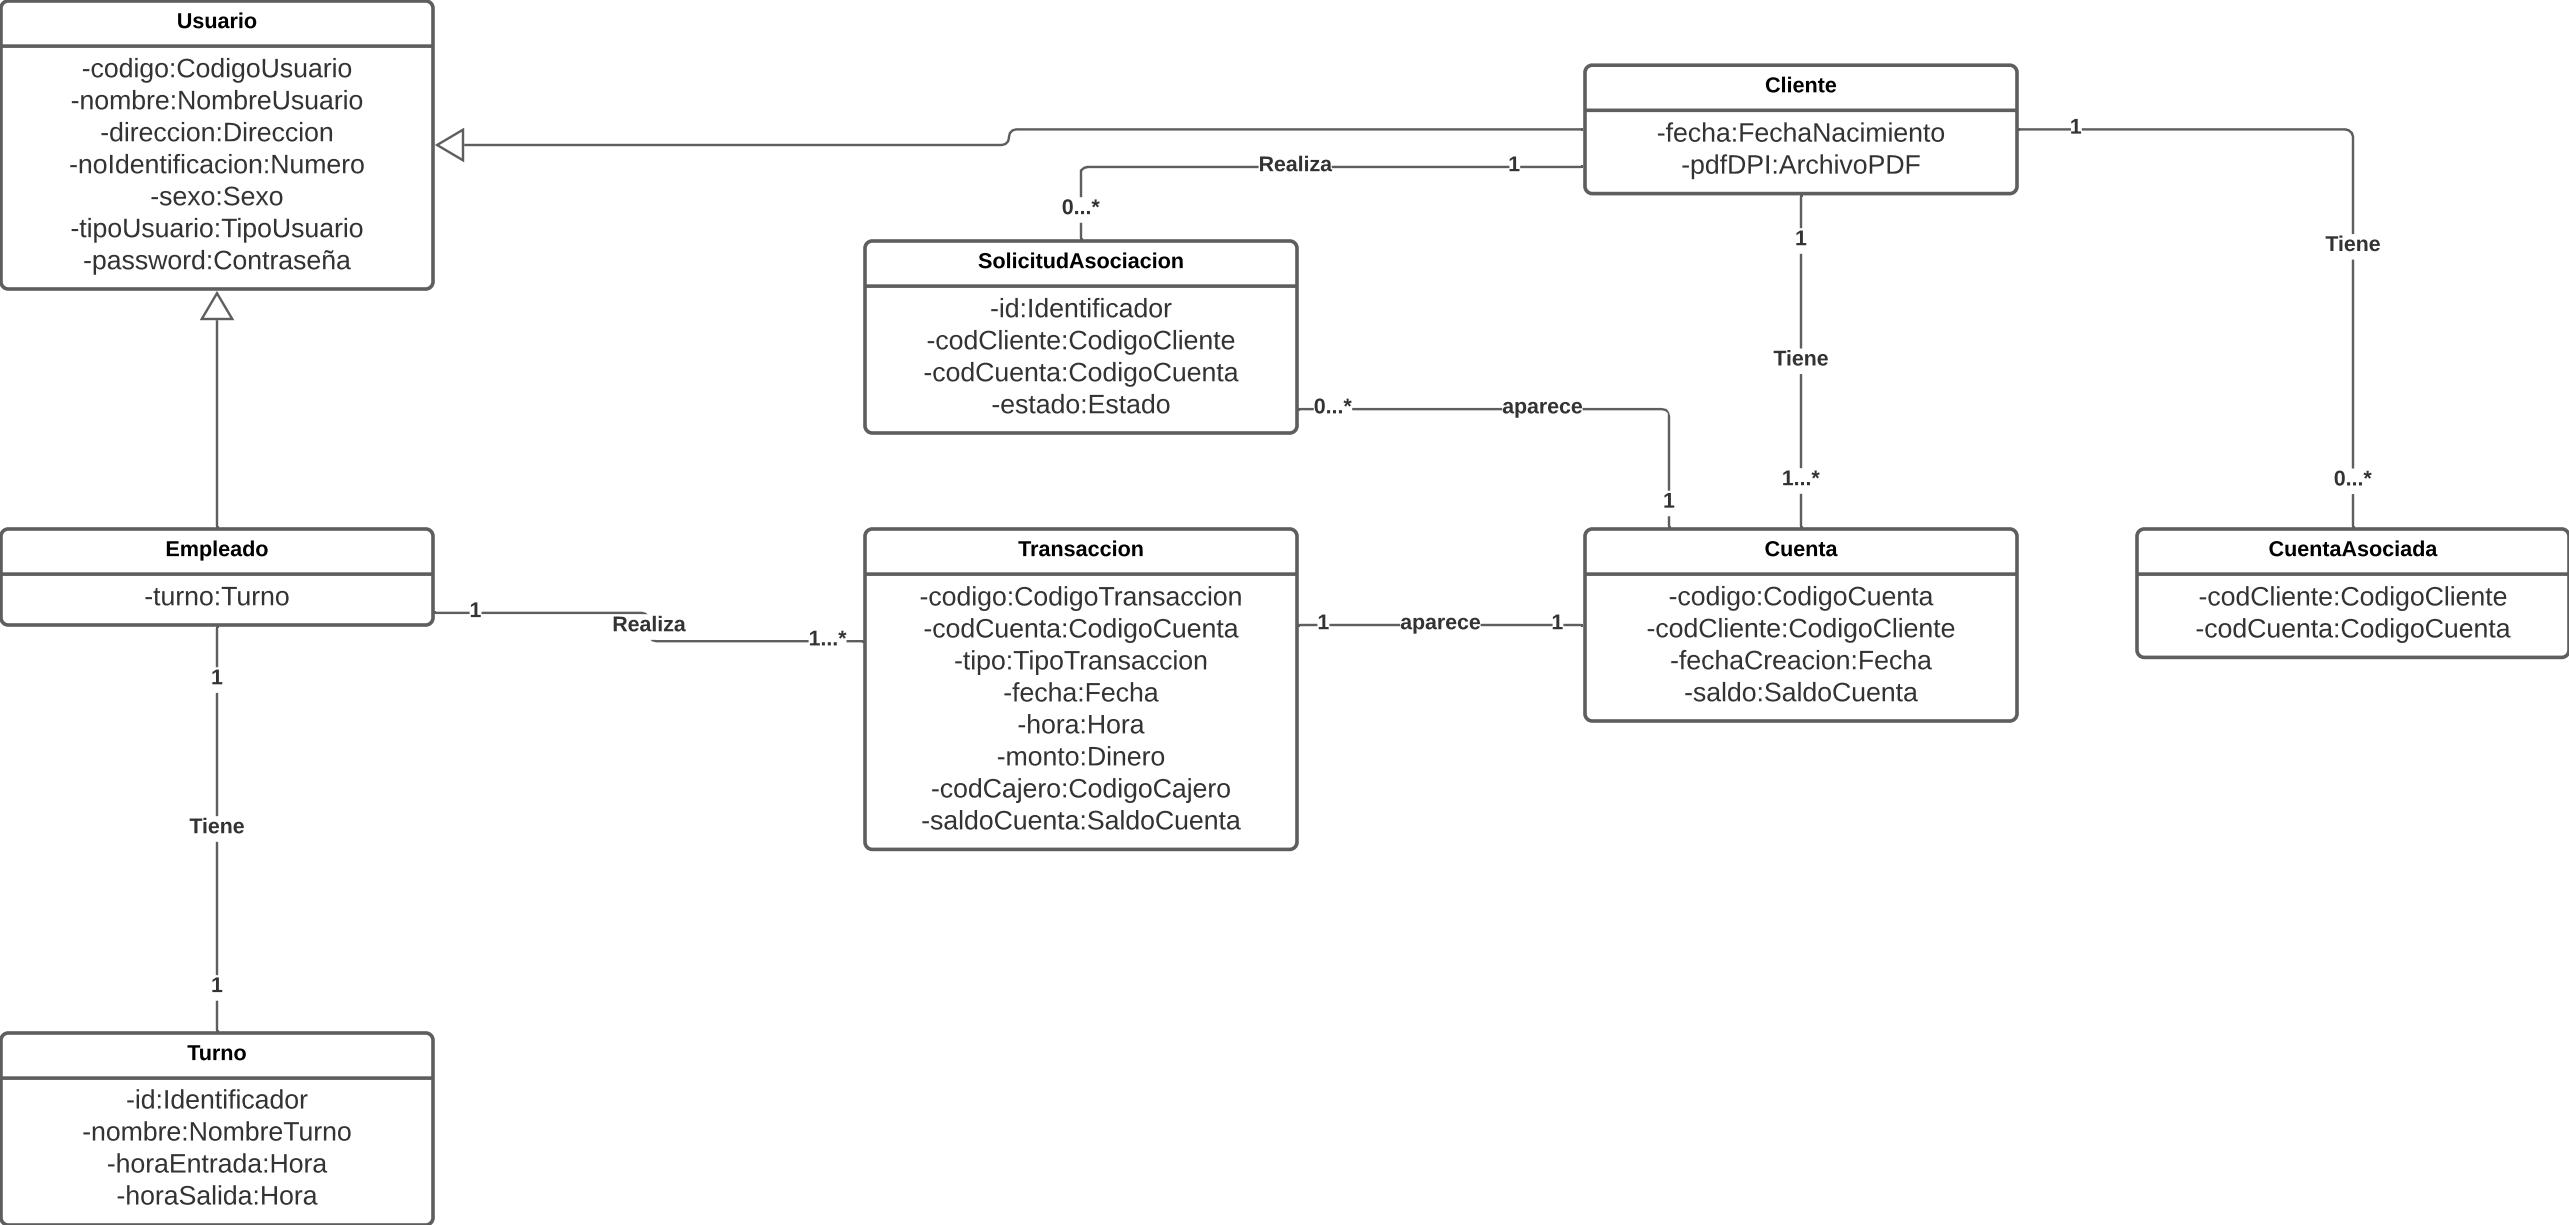 Usuario
-codigo:CodigoUsuario
-nombre:NombreUsuario
-direccion:Direccion
-noIdentificacion:Numero
-sexo:Sexo
-tipoUsuario:TipoUsuario
-password:Contraseña
Cliente
-fecha:FechaNacimiento
-pdfDPI:ArchivoPDF
1
Realiza
1
0...*
Tiene
1
SolicitudAsociacion
-id:Identificador
-codCliente:CodigoCliente
-codCuenta:CodigoCuenta
-estado:Estado
Tiene
0...*
aparece
1
1...*
0...*
Empleado
-turno:Turno
1
Realiza
1...*
Transaccion
-codigo:CodigoTransaccion
-codCuenta:CodigoCuenta
-tipo:TipoTransaccion
-fecha:Fecha
-hora:Hora
-monto:Dinero
-codCajero:CodigoCajero
-saldoCuenta:SaldoCuenta
1
aparece
1
Cuenta
-codigo:CodigoCuenta
-codCliente:CodigoCliente
-fechaCreacion:Fecha
-saldo:SaldoCuenta
CuentaAsociada
-codCliente:CodigoCliente
-codCuenta:CodigoCuenta
1
Tiene
1
Turno
-id:Identificador
-nombre:NombreTurno
-horaEntrada:Hora
-horaSalida:Hora